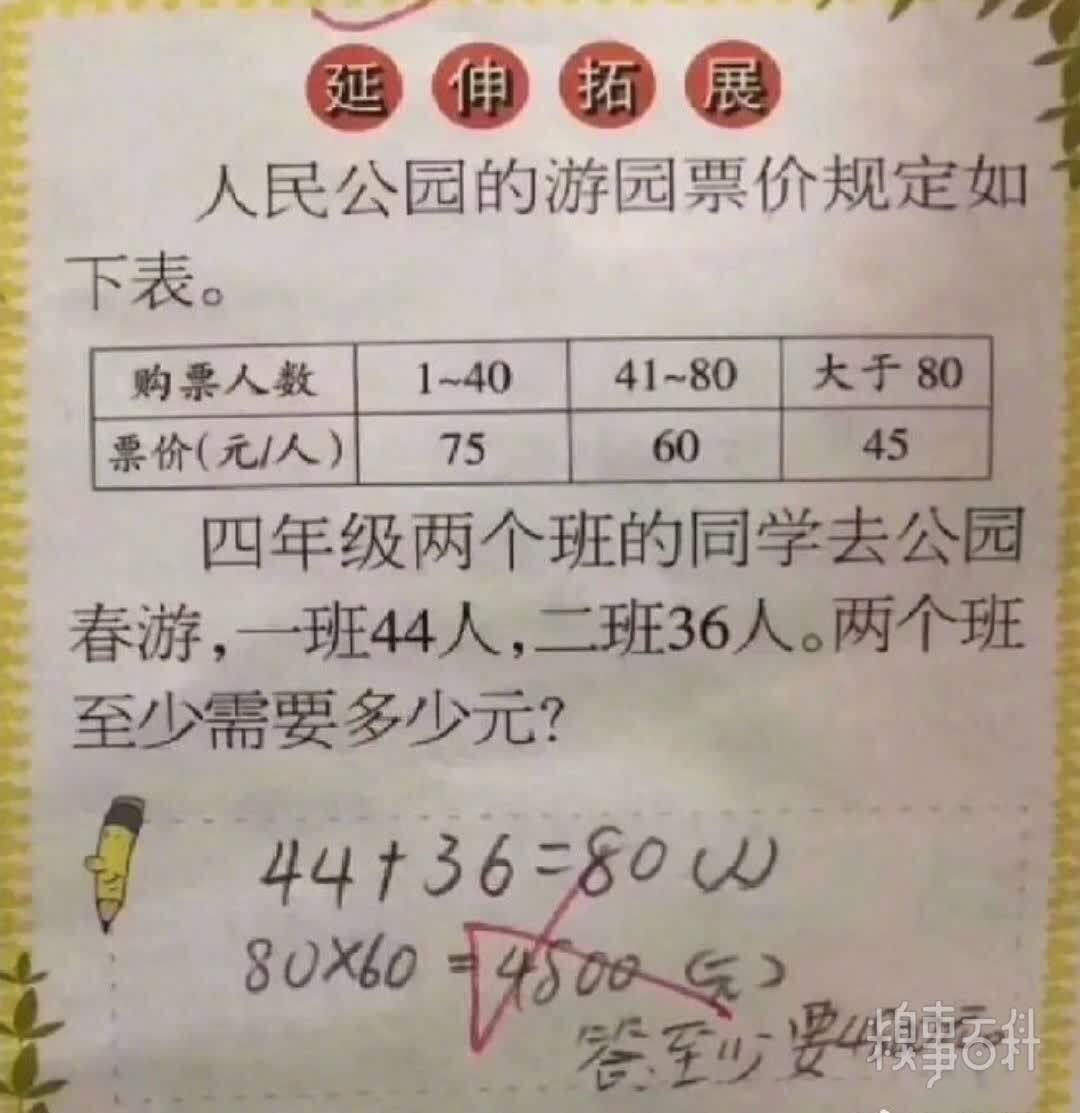 延伸拓展
人民公园的游园票价规定如
下表。
购票人数 1~40 41~80 大于 80
票价(元/人) 75 60 45
四年级两个班的同学去公园
春游,一班44人,二班36人。两个班
至少需要多少元?
44+36=80(人)
80×60=4800(元)
答:至少要4
糗事百科